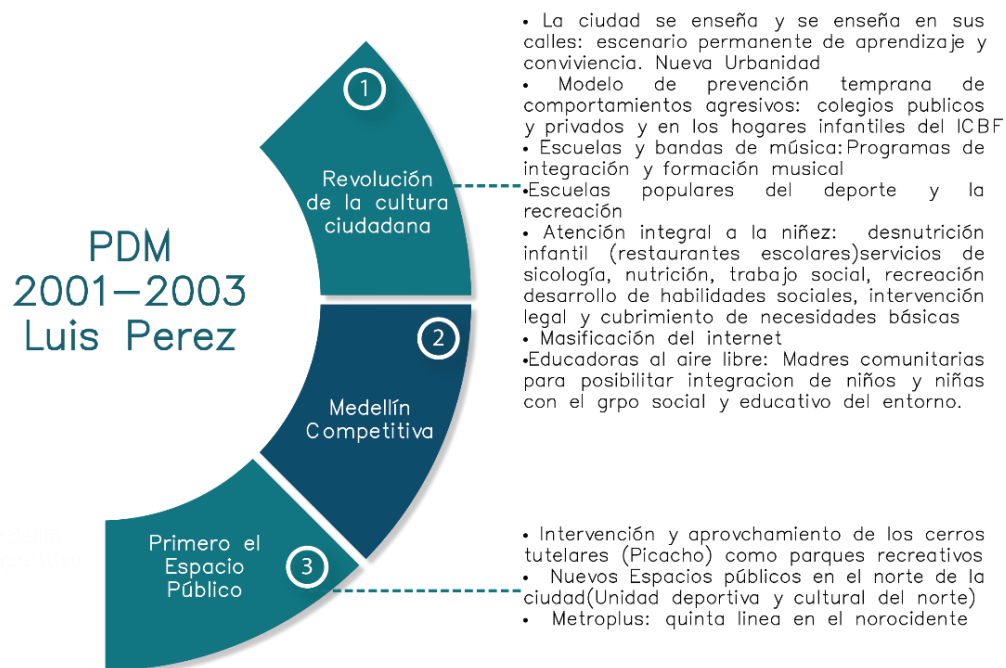 PDM
2001-2003
Luis Perez
1
Revolución
de la cultura
ciudadana
• La ciudad se enseña y se enseña en sus
calles: escenario permanente de aprendizaje y
conviviencia. Nueva Urbanidad
• Modelo de prevención temprana de
comportamientos agresivos: colegios publicos
y privados y en los hogares infantiles del ICBF
• Escuelas y bandas de música:Programas de
integración y formación musical
•Escuelas populares del deporte y la
recreación
• Atención integral a la niñez: desnutrición
infantil (restaurantes escolares)servicios de
sicología, nutrición, trabajo social, recreación
desarrollo de habilidades sociales, intervención
legal y cubrimiento de necesidades básicas
• Masificación del internet
•Educadoras al aire libre: Madres comunitarias
para posibilitar integracion de niños y niñas
con el grpo social y educativo del entorno.
2
Medellín
Competitiva
Primero el
Espacio
Público
3
• Intervención y aprovchamiento de los cerros
tutelares (Picacho) como parques recreativos
• Nuevos Espacios públicos en el norte de la
ciudad(Unidad deportiva y cultural del norte)
• Metroplus: quinta linea en el norocidente